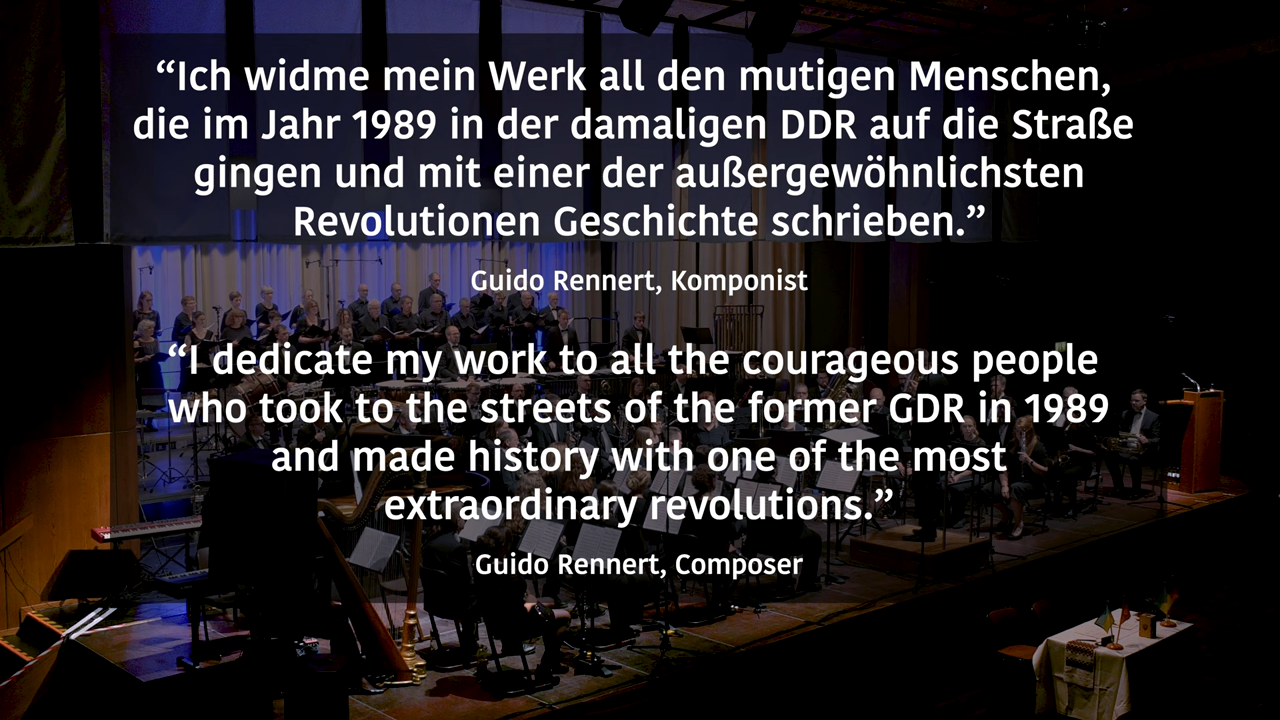 “Ich widme mein Werk all den mutigen Menschen,
die im Jahr 1989 in der damaligen DDR auf die Straße
gingen und mit einer der außergewöhnlichsten
Revolutionen Geschichte schrieben.”
Guido Rennert, Komponist
“I dedicate my work to all the courageous people
who took to the streets of the former GDR in 1989
and made history with one of the most
extraordinary revolutions.”
Guido Rennert, Composer